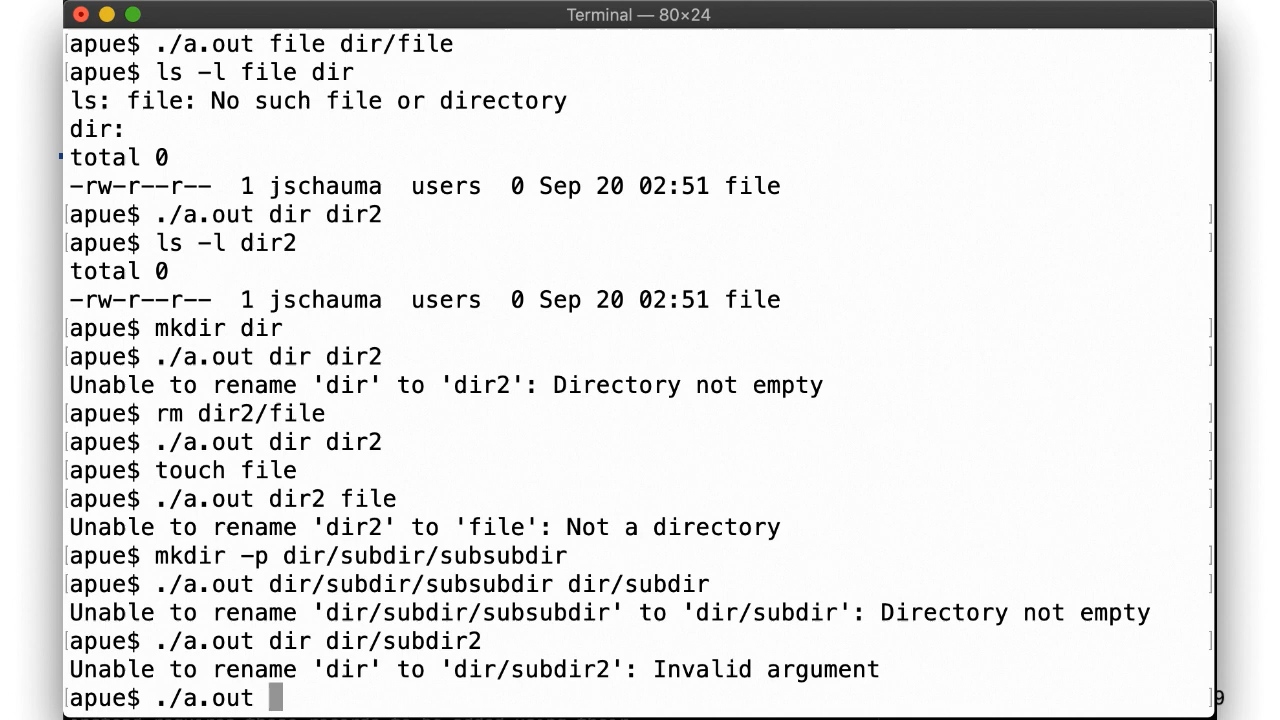 Terminal — 80×24
apue$ ./a.out file dir/file
apue$ ls -l file dir
ls: file: No such file or directory
dir:
total 0
-rw-r--r--  1 jschauma  users  0 Sep 20 02:51 file
apue$ ./a.out dir dir2
apue$ ls -l dir2
total 0
-rw-r--r--  1 jschauma  users  0 Sep 20 02:51 file
apue$ mkdir dir
apue$ ./a.out dir dir2
Unable to rename 'dir' to 'dir2': Directory not empty
apue$ rm dir2/file
apue$ ./a.out dir dir2
apue$ touch file
apue$ ./a.out dir2 file
Unable to rename 'dir2' to 'file': Not a directory
apue$ mkdir -p dir/subdir/subsubdir
apue$ ./a.out dir/subdir/subsubdir dir/subdir
Unable to rename 'dir/subdir/subsubdir' to 'dir/subdir': Directory not empty
apue$ ./a.out dir dir/subdir2
Unable to rename 'dir' to 'dir/subdir2': Invalid argument
apue$ ./a.out
9